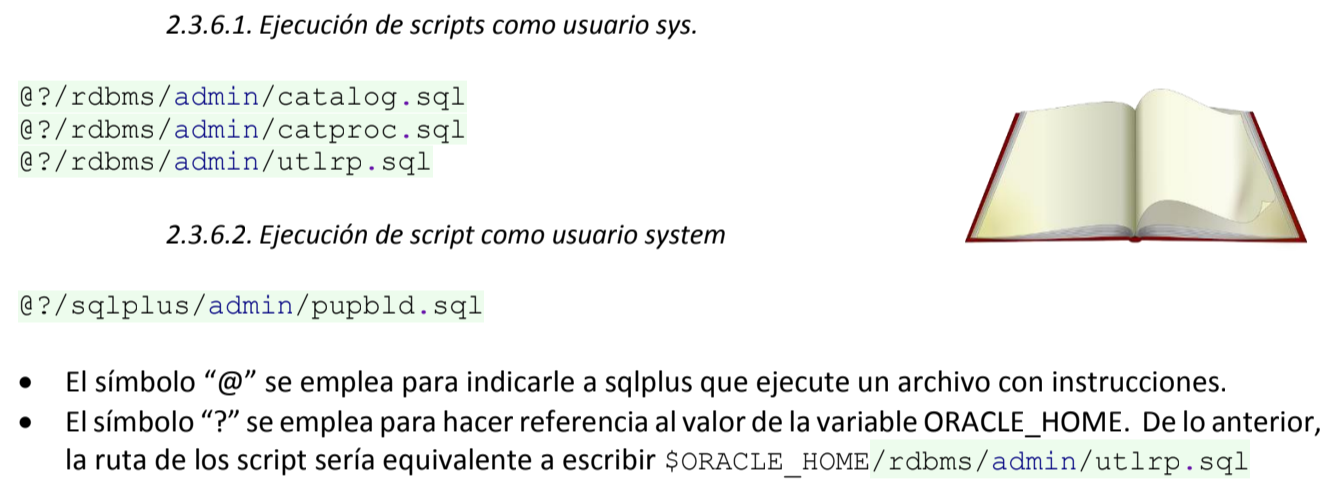 2.3.6.1. Ejecución de scripts como usuario sys.
@?/rdbms/admin/catalog.sql
@?/rdbms/admin/catproc.sql
@?/rdbms/admin/utlrp.sql
2.3.6.2. Ejecución de script como usuario system
@?/sqlplus/admin/pupbld.sql
• El símbolo “@” se emplea para indicarle a sqlplus que ejecute un archivo con instrucciones.
• El símbolo “?” se emplea para hacer referencia al valor de la variable ORACLE_HOME. De lo anterior,
la ruta de los script sería equivalente a escribir $ORACLE_HOME/rdbms/admin/utlrp.sql